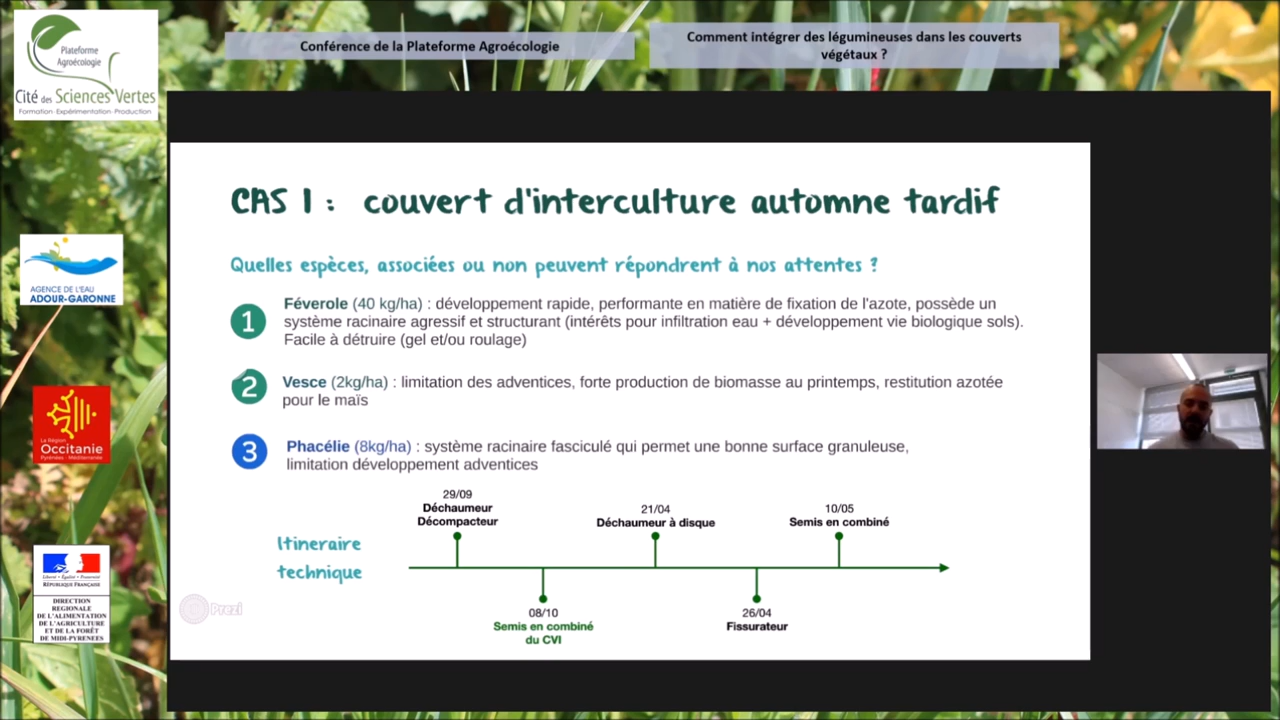 Plateforme
Agroécologie
Cité des Sciences Vertes
Formation - Expérimentation - Production
Conférence de la Plateforme Agroécologie
Comment intégrer des légumineuses dans les couverts
végétaux ?
CAS 1 : couvert d'interculture automne tardif
Quelles espèces, associées ou non peuvent répondrent à nos attentes ?
1
Féverole (40 kg/ha) : développement rapide, performante en matière de fixation de l'azote, possède un
système racinaire agressif et structurant (intérêts pour infiltration eau + développement vie biologique sols).
Facile à détruire (gel et/ou roulage)
2
Vesce (2kg/ha) : limitation des adventices, forte production de biomasse au printemps, restitution azotée
pour le maïs
3
Phacélie (8kg/ha) : système racinaire fasciculé qui permet une bonne surface granuleuse,
limitation développement adventices
Itineraire
technique
29/09
Déchaumeur
Décompacteur
08/10
Semis en combiné
du CVI
21/04
Déchaumeur à disque
26/04
Fissurateur
10/05
Semis en combiné
Prezi
AGENCE DE L'EAU
ADOUR-GARONNE
La Région
Occitanie
Pyrénées - Méditerranée
Liberté • Égalité • Fraternité
RÉPUBLIQUE FRANÇAISE
DIRECTION
REGIONALE
DE L'ALIMENTATION
DE L'AGRICULTURE
ET DE LA FORÊT
DE MIDI-PYRENEES